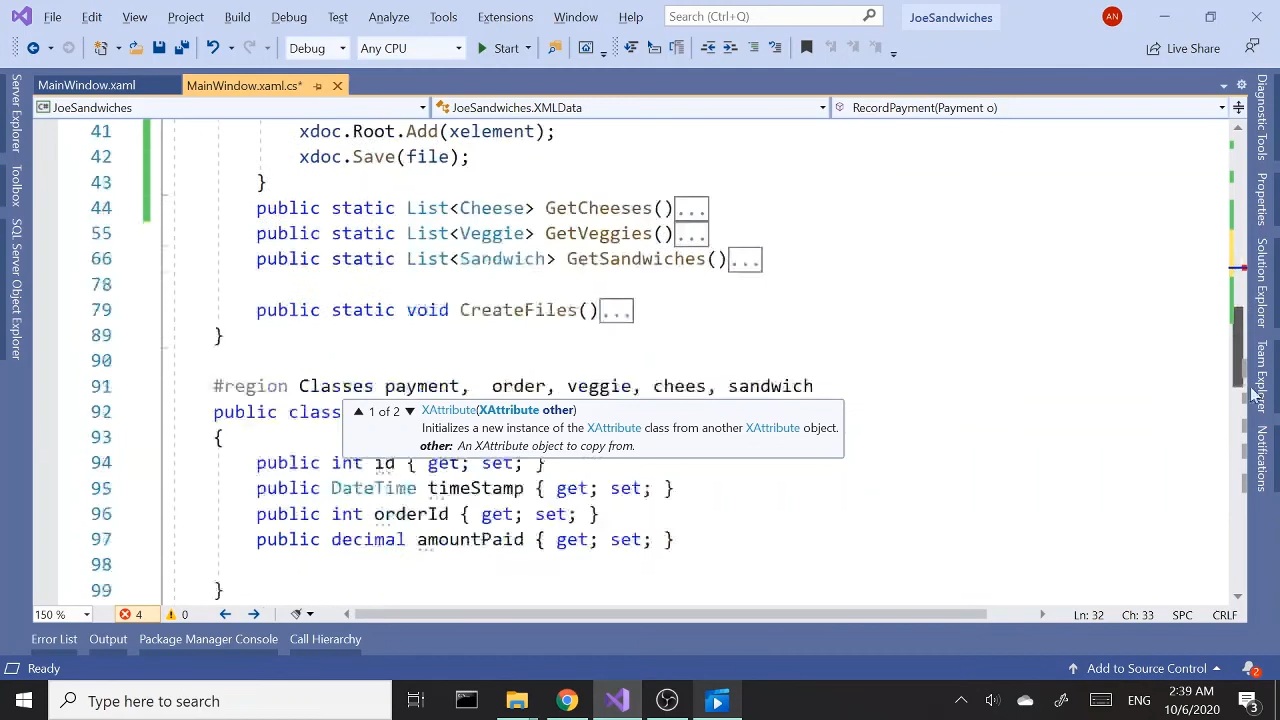 File Edit View Project Build Debug Test Analyze Tools Extensions Window Help Search (Ctrl+Q) JoeSandwiches AN
Debug Any CPU Start Live Share
MainWindow.xaml MainWindow.xaml.cs*
JoeSandwiches JoeSandwiches.XMLData RecordPayment(Payment o)
Server Explorer
Toolbox
SQL Server Object Explorer
41 xdoc.Root.Add(xelement);
42 xdoc.Save(file);
43 }
44 public static List<Cheese> GetCheeses()...
55 public static List<Veggie> GetVeggies()...
66 public static List<Sandwich> GetSandwiches()...
78
79 public static void CreateFiles()...
89 }
90
91 #region Classes payment, order, veggie, chees, sandwich
92 public class
1 of 2 XAttribute(XAttribute other)
Initializes a new instance of the XAttribute class from another XAttribute object.
other: An XAttribute object to copy from.
93 {
94 public int id { get; set; }
95 public DateTime timeStamp { get; set; }
96 public int orderId { get; set; }
97 public decimal amountPaid { get; set; }
98
99 }
Diagnostic Tools
Properties
Solution Explorer
Team Explorer
Notifications
150 % 4 0 Ln: 32 Ch: 33 SPC CRLF
Error List Output Package Manager Console Call Hierarchy
Ready Add to Source Control 2
Type here to search ENG :39 AM
10/6/2020 3